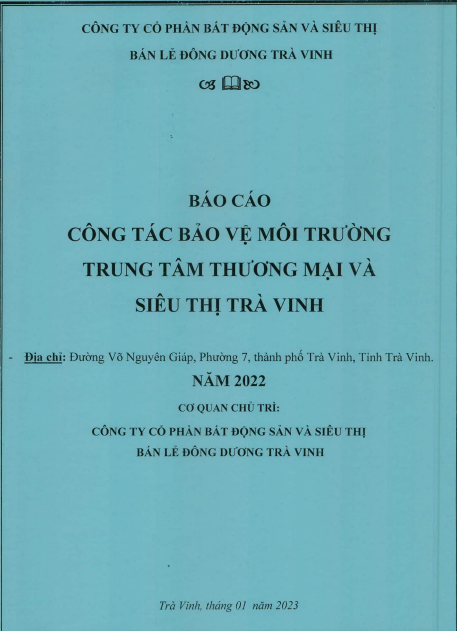 CÔNG TY CỔ PHẦN BẤT ĐỘNG SẢN VÀ SIÊU THỊ
BÁN LẺ ĐÔNG DƯƠNG TRÀ VINH
BÁO CÁO
CÔNG TÁC BẢO VỆ MÔI TRƯỜNG
TRUNG TÂM THƯƠNG MẠI VÀ
SIÊU THỊ TRÀ VINH
- Địa chỉ: Đường Võ Nguyên Giáp, Phường 7, thành phố Trà Vinh, Tỉnh Trà Vinh.
NĂM 2022
CƠ QUAN CHỦ TRÌ:
CÔNG TY CỔ PHẦN BẤT ĐỘNG SẢN VÀ SIÊU THỊ
BÁN LẺ ĐÔNG DƯƠNG TRÀ VINH
Trà Vinh, tháng 01 năm 2023